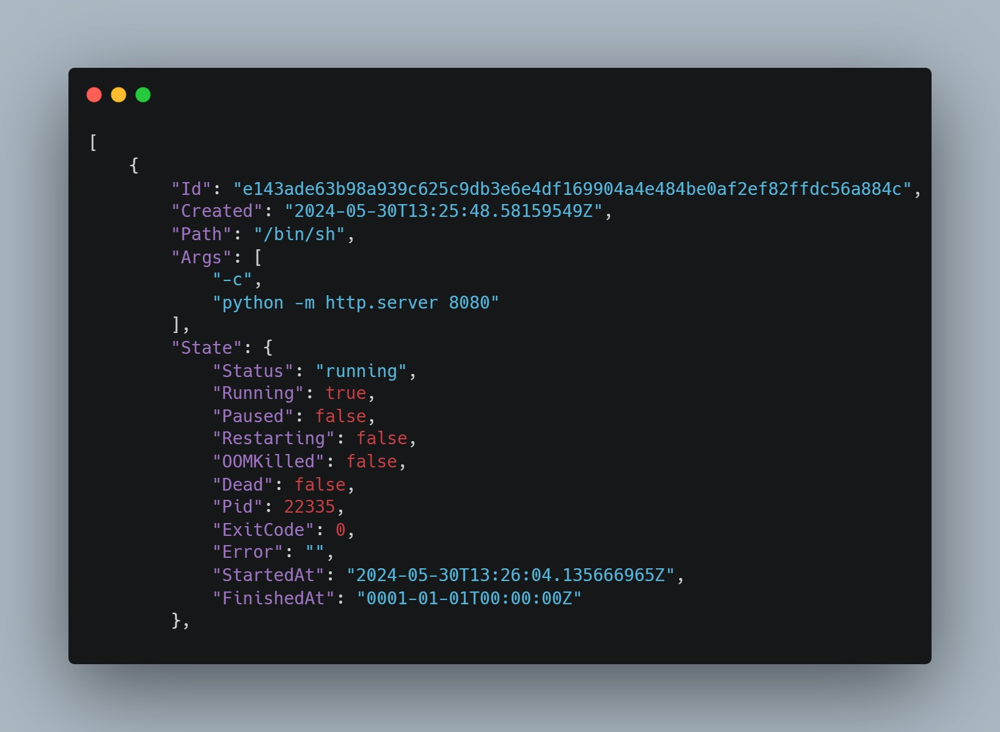 [
    {
        "Id": "e143ade63b98a939c625c9db3e6e4df169904a4e484be0af2ef82ffdc56a884c",
        "Created": "2024-05-30T13:25:48.58159549Z",
        "Path": "/bin/sh",
        "Args": [
            "-c",
            "python -m http.server 8080"
        ],
        "State": {
            "Status": "running",
            "Running": true,
            "Paused": false,
            "Restarting": false,
            "OOMKilled": false,
            "Dead": false,
            "Pid": 22335,
            "ExitCode": 0,
            "Error": "",
            "StartedAt": "2024-05-30T13:26:04.135666965Z",
            "FinishedAt": "0001-01-01T00:00:00Z"
        },